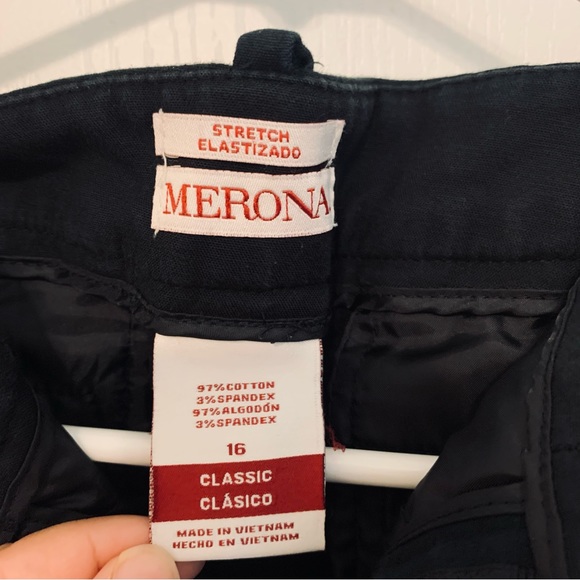 STRETCH
ELASTIZADO
MERONA
97% COTTON
3% SPANDEX
97% ALGODÓN
3% SPANDEX
16
CLASSIC
CLÁSICO
MADE IN VIETNAM
HECHO EN VIETNAM